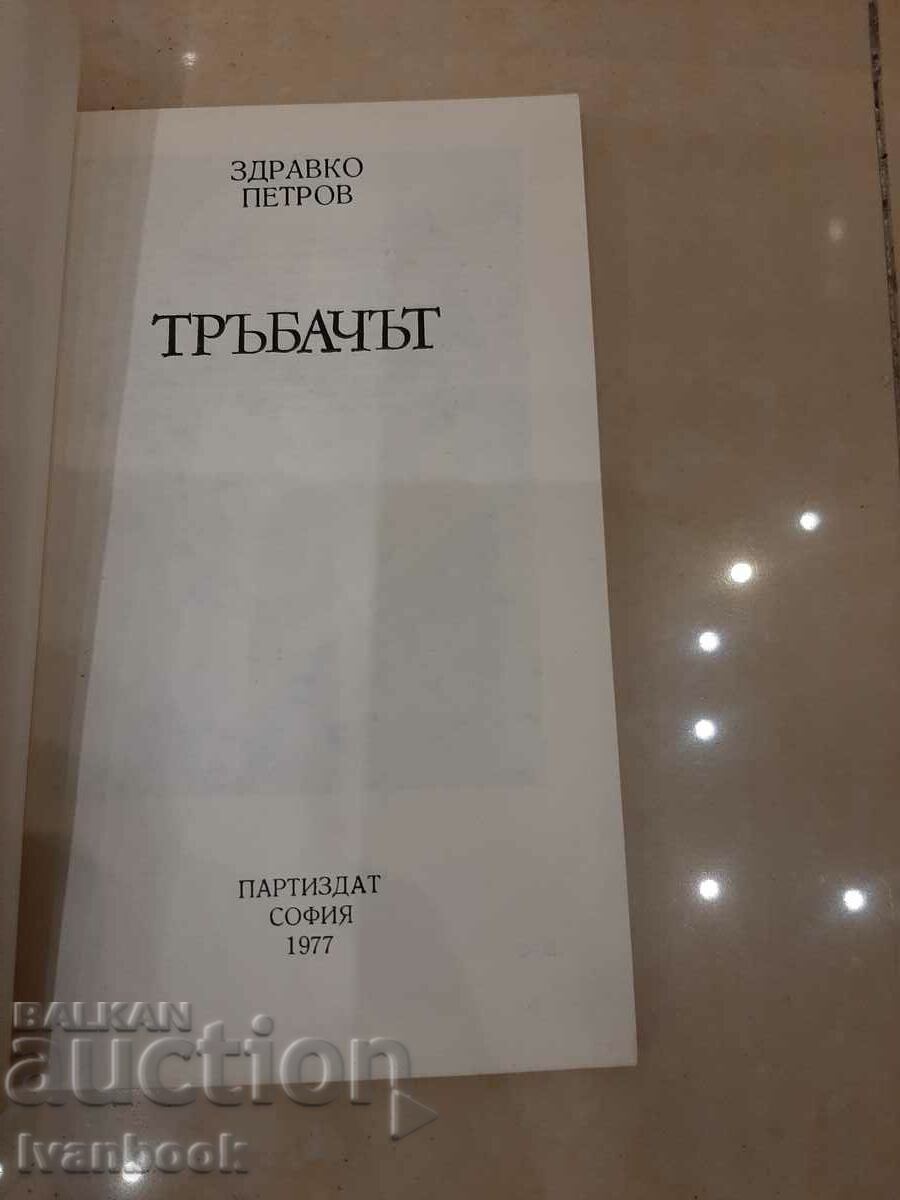 ЗДРАВКО
ПЕТРОВ
ТРЪБАЧЪТ
ПАРТИЗДАТ
СОФИЯ
1977
BALKAN
auction
Ivanbook